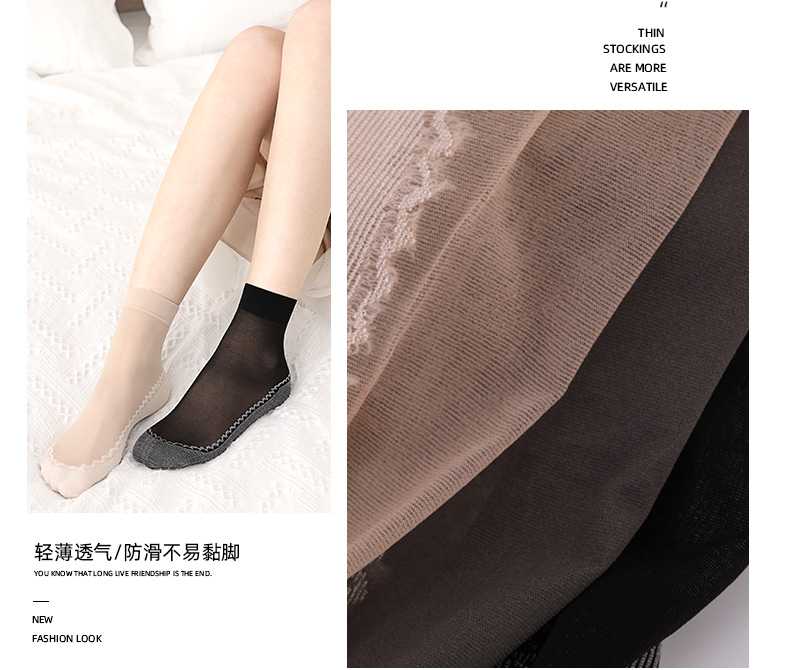 “
THIN
STOCKINGS
ARE MORE
VERSATILE
轻薄透气/防滑不易黏脚
YOU KNOW THAT LONG LIVE FRIENDSHIP IS THE END.
NEW
FASHION LOOK